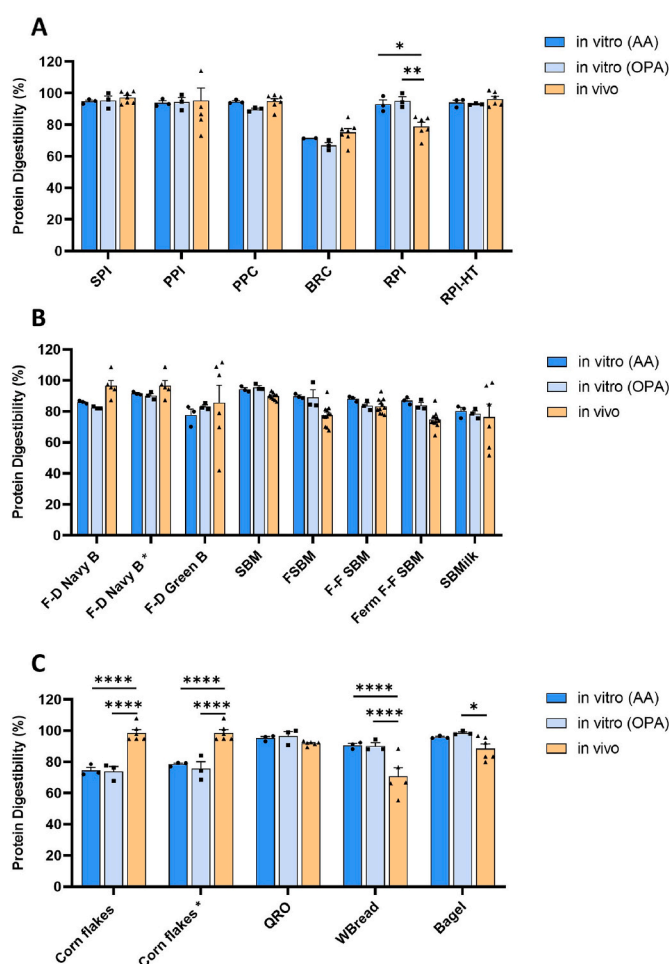 A
in vitro (AA)
in vitro (OPA)
in vivo
Protein Digestibility (%)
120
100
80
60
40
20
0
*
**
SPI
PPI
PPC
BRC
RPI
RPI-HT
B
in vitro (AA)
in vitro (OPA)
in vivo
Protein Digestibility (%)
120
100
80
60
40
20
0
F-D Navy B
F-D Navy B *
F-D Green B
SBM
FSBM
F-F SBM
Ferm F-F SBM
SBMilk
C
in vitro (AA)
in vitro (OPA)
in vivo
Protein Digestibility (%)
120
100
80
60
40
20
0
****
****
****
****
****
****
*
Corn flakes
Corn flakes *
QRO
WBread
Bagel